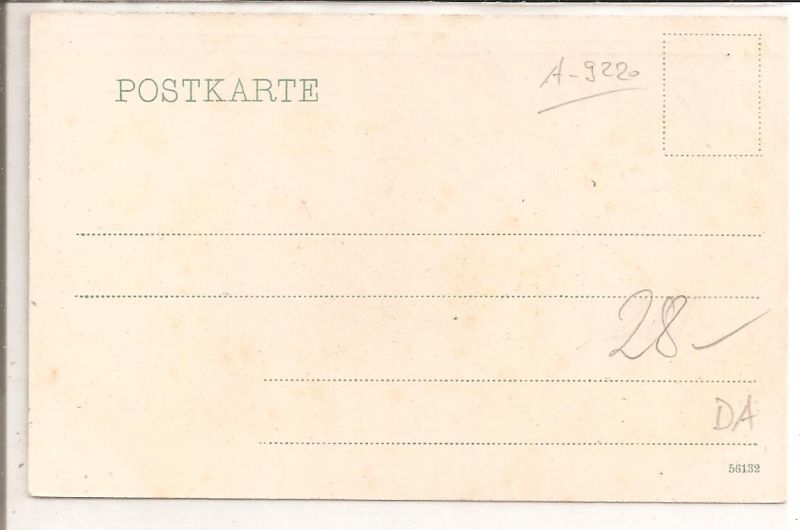 POSTKARTE
A-9220
28-
DA
56132